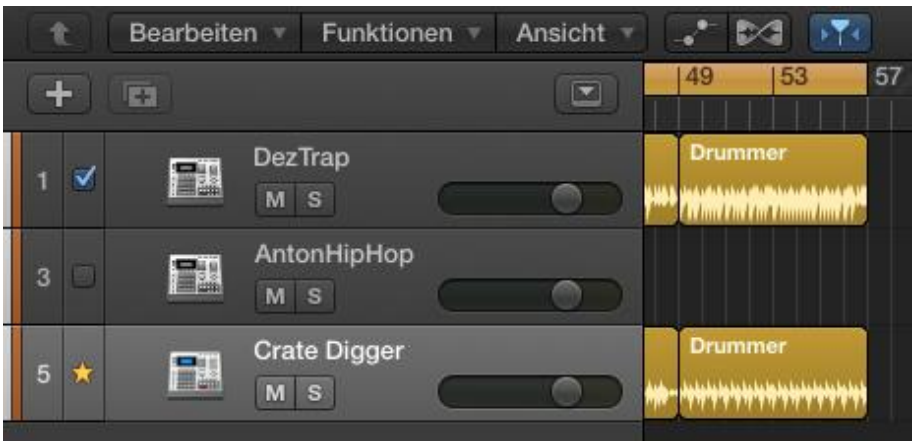 Bearbeiten Funktionen Ansicht
49 53 57
1 DezTrap Drummer
M S
3 AntonHipHop
M S
5 Crate Digger Drummer
M S